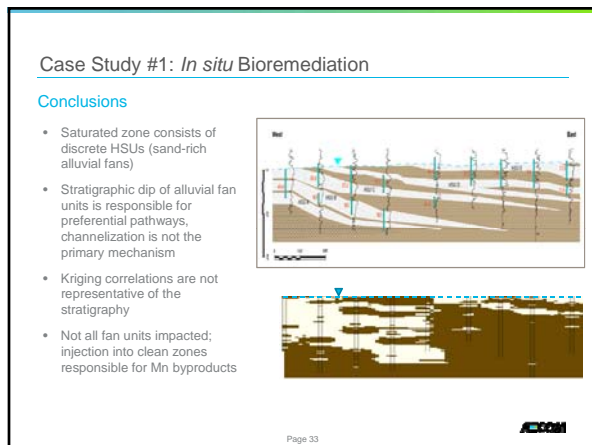 Case Study #1: In situ Bioremediation
Conclusions
• Saturated zone consists of
discrete HSUs (sand-rich
alluvial fans)
• Stratigraphic dip of alluvial fan
units is responsible for
preferential pathways,
channelization is not the
primary mechanism
• Kriging correlations are not
representative of the
stratigraphy
• Not all fan units impacted;
injection into clean zones
responsible for Mn byproducts
West
East
Page 33
AECOM